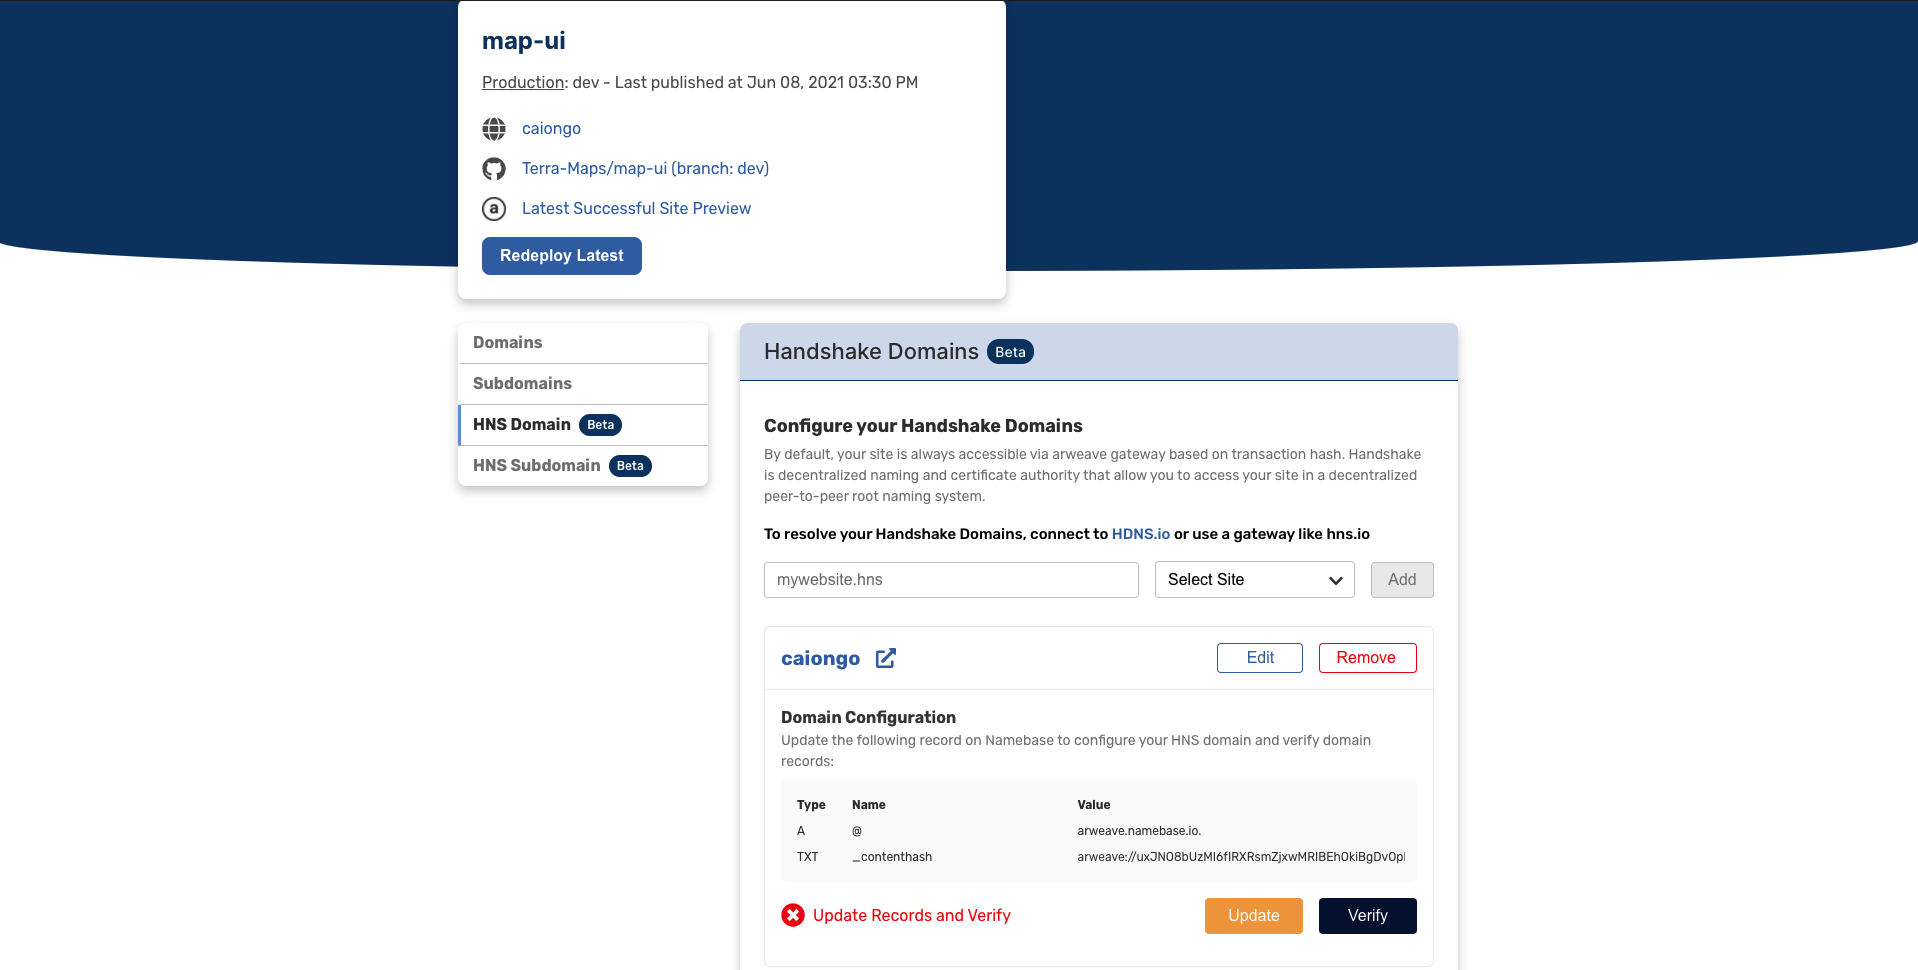 map-ui
Production: dev - Last published at Jun 08, 2021 03:30 PM
caiongo
Terra-Maps/map-ui (branch: dev)
a
Latest Successful Site Preview
Redeploy Latest
Domains
Subdomains
HNS Domain Beta
HNS Subdomain Beta
Handshake Domains Beta
Configure your Handshake Domains
By default, your site is always accessible via arweave gateway based on transaction hash. Handshake
is decentralized naming and certificate authority that allow you to access your site in a decentralized
peer-to-peer root naming system.
To resolve your Handshake Domains, connect to HDNS.io or use a gateway like hns.io
mywebsite.hns
Select Site
Add
caiongo
Edit
Remove
Domain Configuration
Update the following record on Namebase to configure your HNS domain and verify domain
records:
Type Name Value
A @ arweave.namebase.io.
TXT _contenthash
Update Records and Verify
Update
Verify